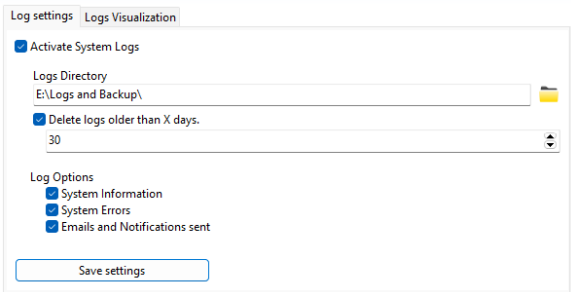 Log settings Logs Visualization
Activate System Logs
Logs Directory
E:\Logs and Backup\
Delete logs older than X days.
30
Log Options
System Information
System Errors
Emails and Notifications sent
Save settings